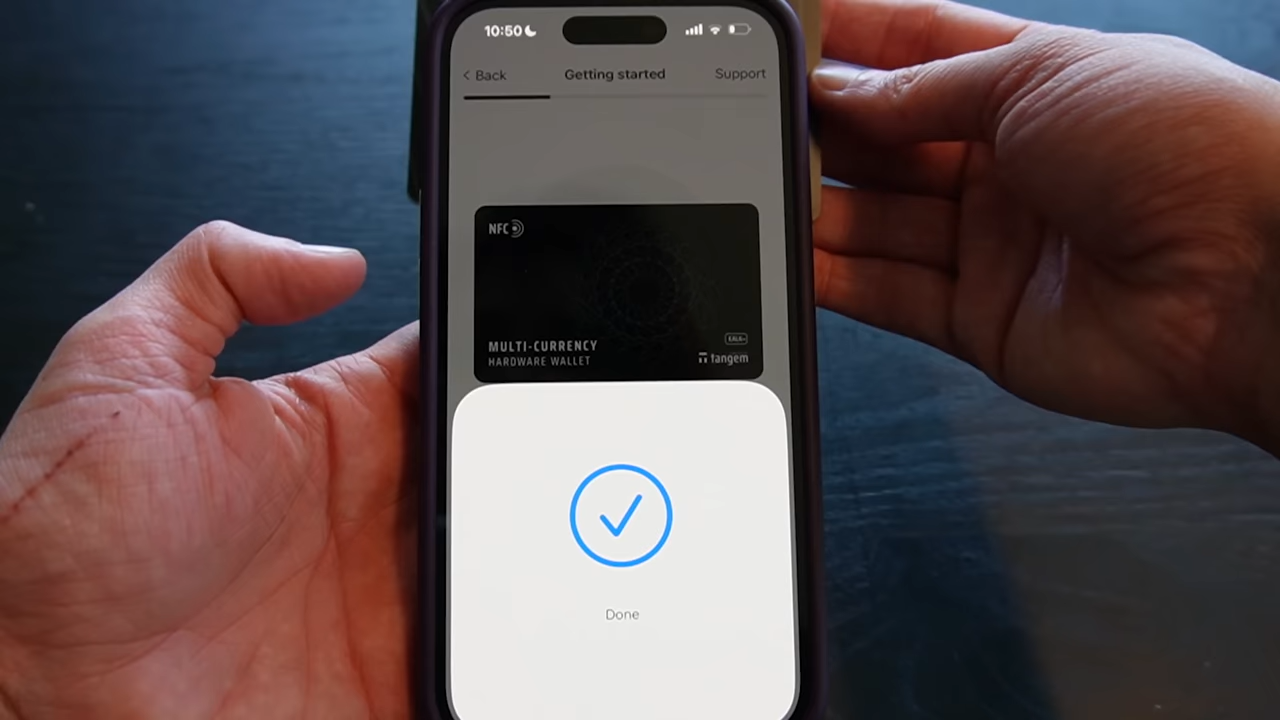 10:50
Back
Getting started
Support
NFC
MULTI-CURRENCY
HARDWARE WALLET
tangem
Done